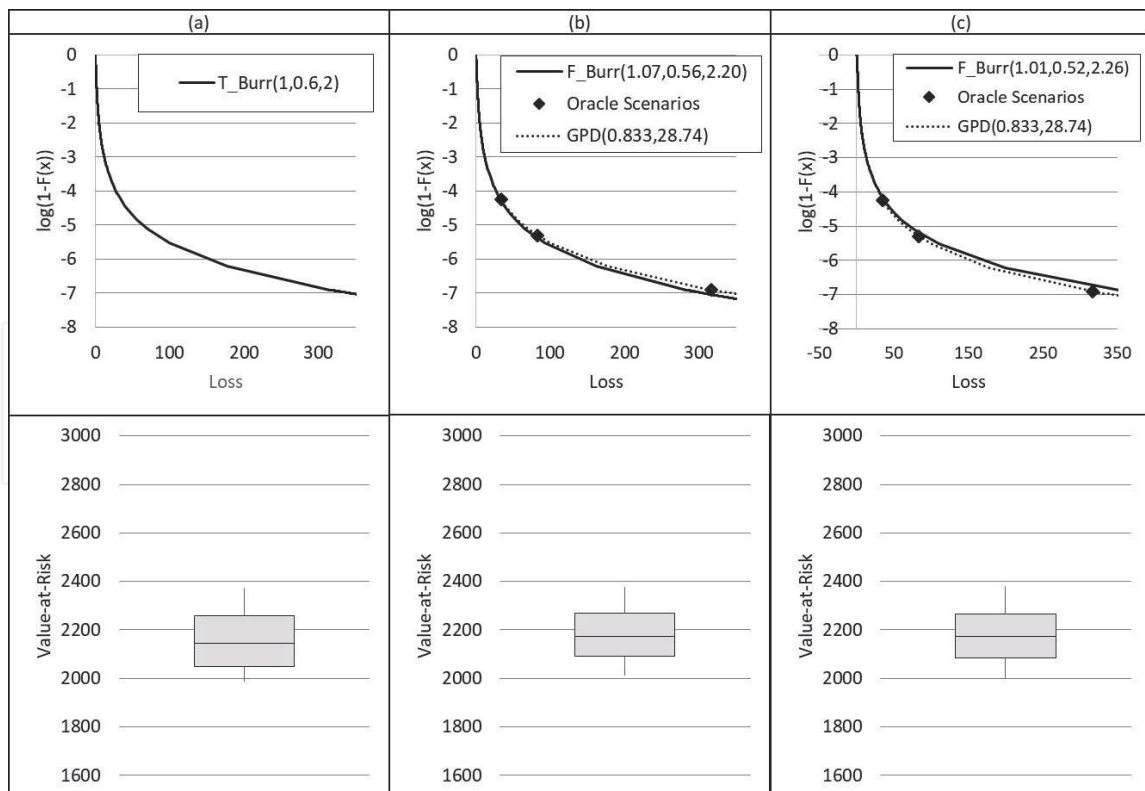 (a)
(b)
(c)
0
-1
-2
-3
-4
-5
-6
-7
-8
log(1-F(x))
T_Burr(1,0.6,2)
0 100 200 300
Loss
0
-1
-2
-3
-4
-5
-6
-7
-8
log(1-F(x))
F_Burr(1.07,0.56,2.20)
Oracle Scenarios
GPD(0.833,28.74)
0 100 200 300
Loss
0
-1
-2
-3
-4
-5
-6
-7
-8
log(1-F(x))
F_Burr(1.01,0.52,2.26)
Oracle Scenarios
GPD(0.833,28.74)
-50 50 150 250 350
Loss
3000
2800
2600
2400
2200
2000
1800
1600
Value-at-Risk
3000
2800
2600
2400
2200
2000
1800
1600
Value-at-Risk
3000
2800
2600
2400
2200
2000
1800
1600
Value-at-Risk